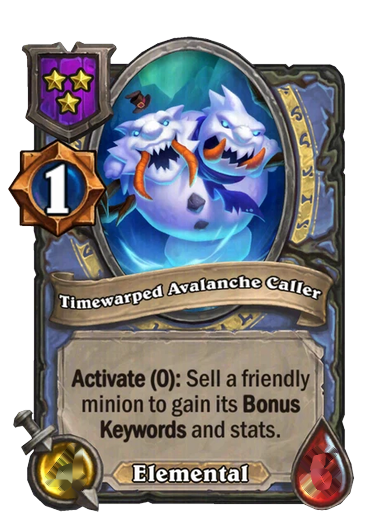 1
Timewarped Avalanche Caller
Activate (0): Sell a friendly
minion to gain its Bonus
Keywords and stats.
Elemental